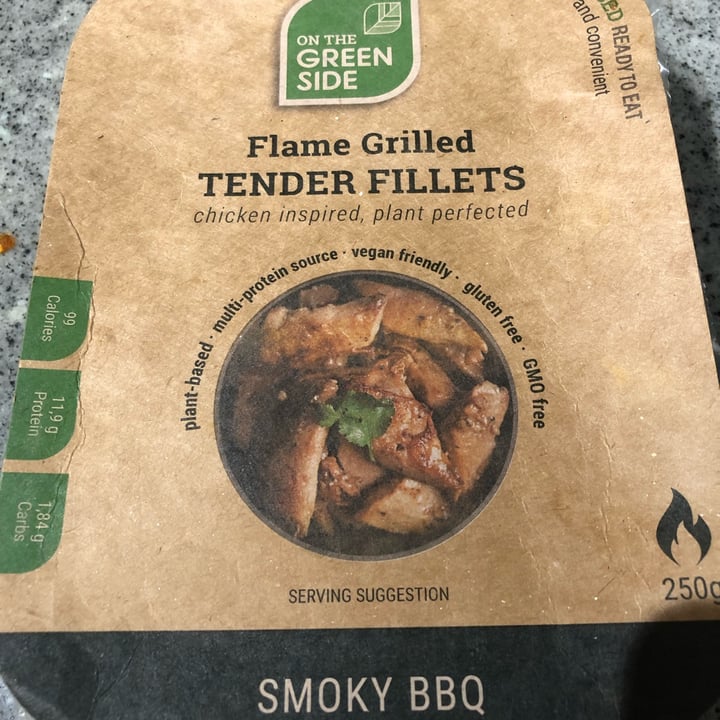 ON THE
GREEN
SIDE
READY TO EAT
and convenient
Flame Grilled
TENDER FILLETS
chicken inspired, plant perfected
plant-based · multi-protein source · vegan friendly · gluten free · GMO free
99
Calories
11,9 g
Protein
1,84 g
Carbs
250g
SERVING SUGGESTION
SMOKY BBQ